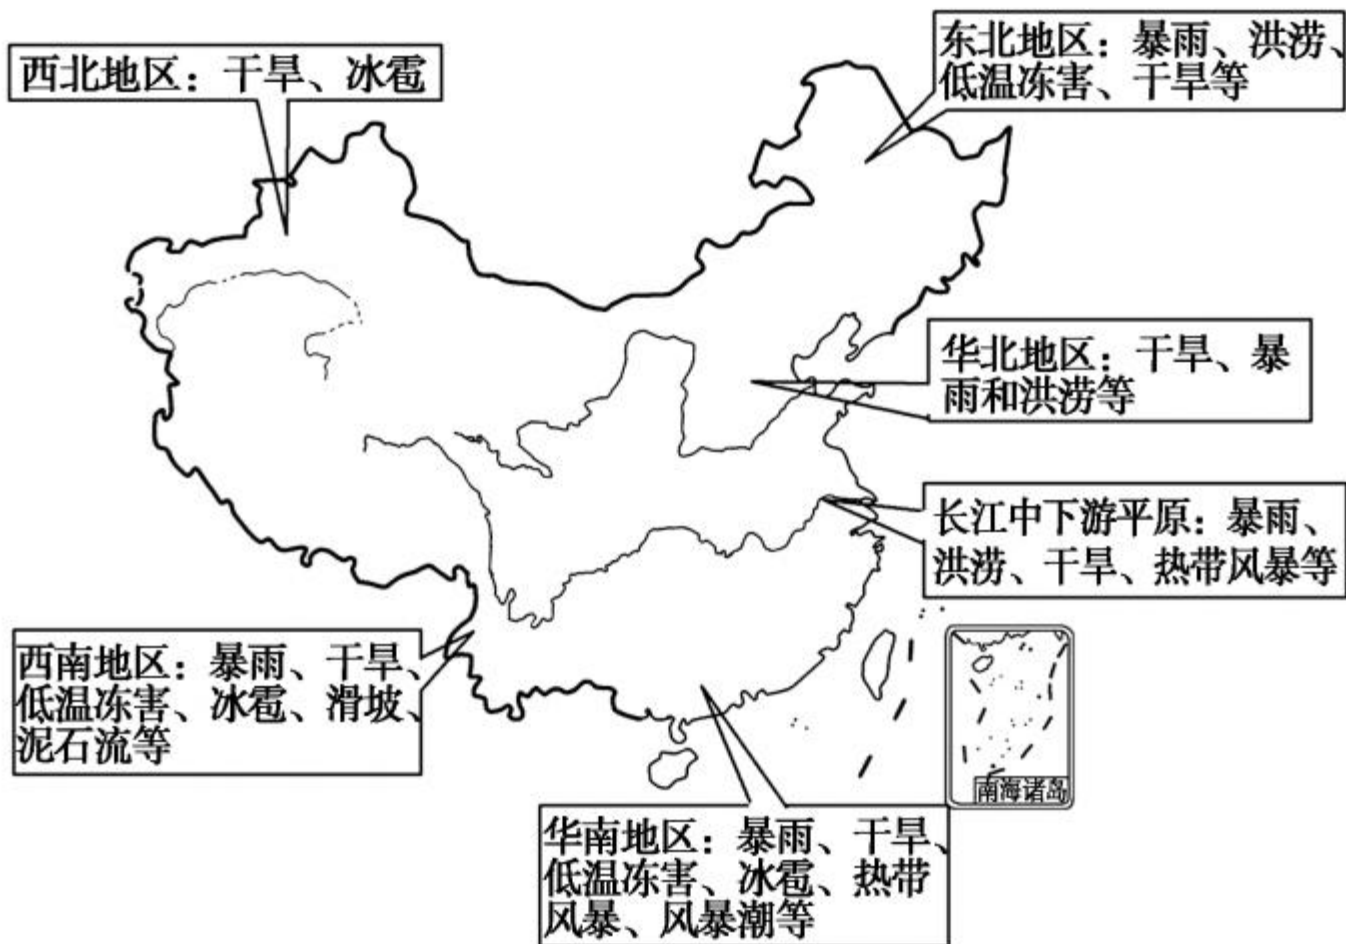 西北地区：干旱、冰雹
东北地区：暴雨、洪涝、
低温冻害、干旱等
华北地区：干旱、暴
雨和洪涝等
长江中下游平原：暴雨、
洪涝、干旱、热带风暴等
西南地区：暴雨、干旱、
低温冻害、冰雹、滑坡、
泥石流等
南海诸岛
华南地区：暴雨、干旱、
低温冻害、冰雹、热带
风暴、风暴潮等